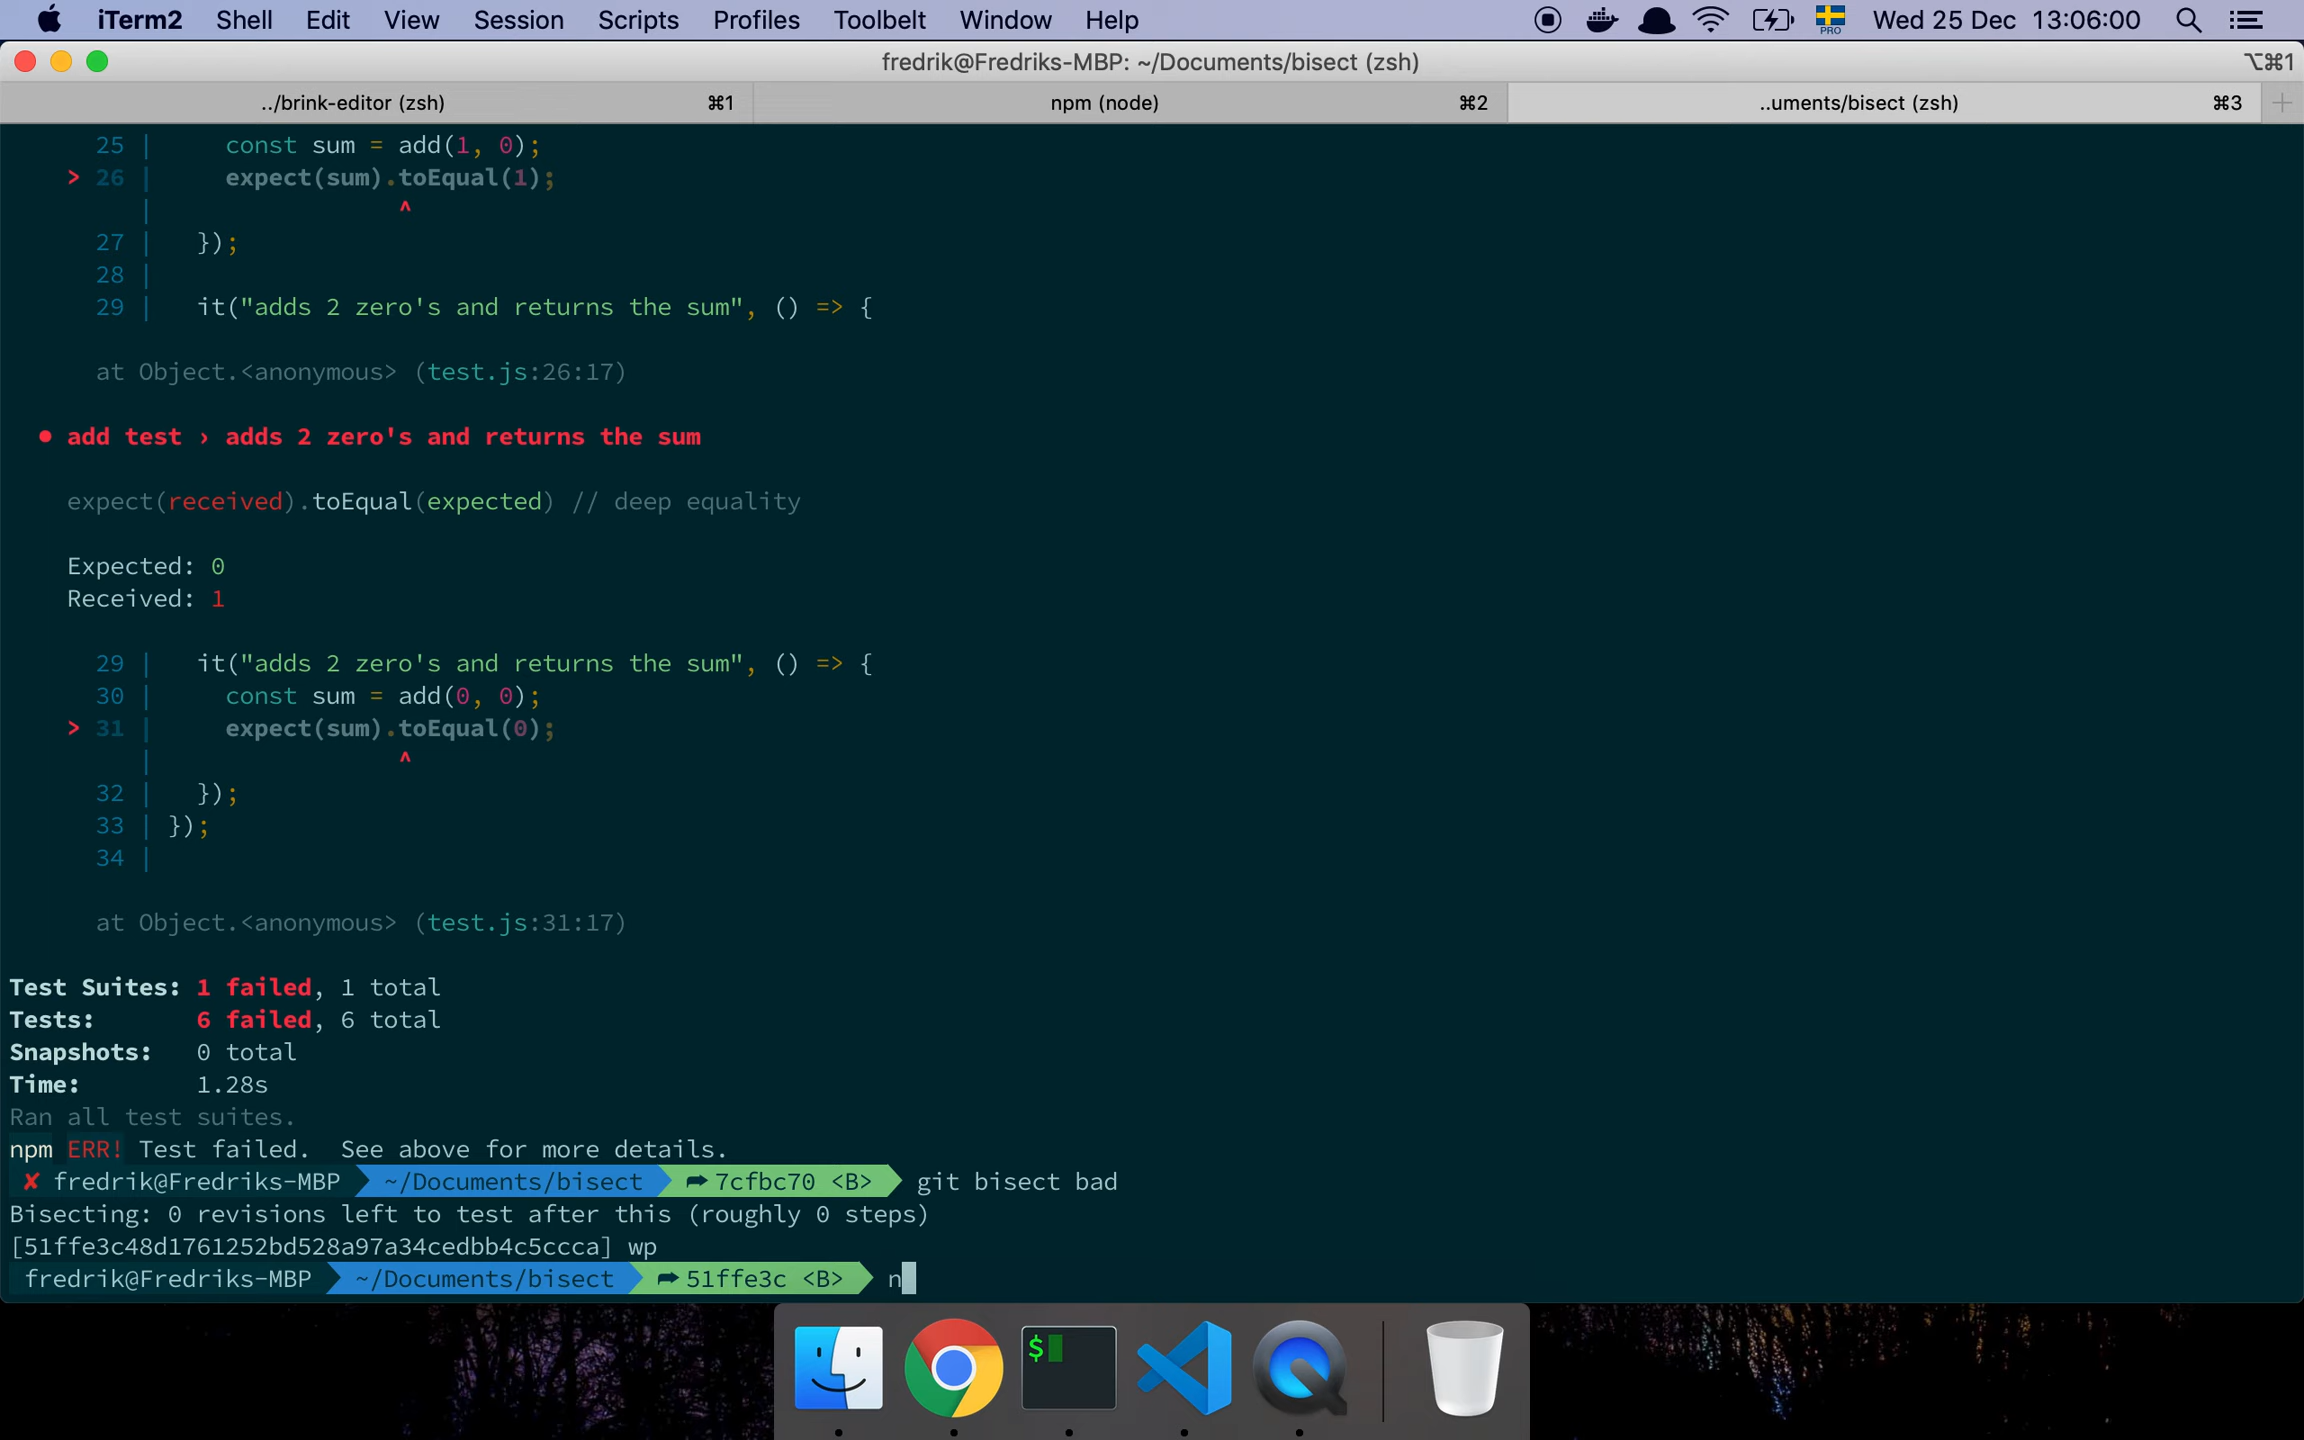 iTerm2 Shell Edit View Session Scripts Profiles Toolbelt Window Help PRO Wed 25 Dec 13:06:00
fredrik@Fredriks-MBP: ~/Documents/bisect (zsh) ⌥⌘1
../brink-editor (zsh) ⌘1 npm (node) ⌘2 ..uments/bisect (zsh) ⌘3 +
25 | const sum = add(1, 0);
> 26 | expect(sum).toEqual(1);
| ^
27 | });
28 |
29 | it("adds 2 zero's and returns the sum", () => {
at Object.<anonymous> (test.js:26:17)
● add test › adds 2 zero's and returns the sum
expect(received).toEqual(expected) // deep equality
Expected: 0
Received: 1
29 | it("adds 2 zero's and returns the sum", () => {
30 | const sum = add(0, 0);
> 31 | expect(sum).toEqual(0);
| ^
32 | });
33 | });
34 |
at Object.<anonymous> (test.js:31:17)
Test Suites: 1 failed, 1 total
Tests: 6 failed, 6 total
Snapshots: 0 total
Time: 1.28s
Ran all test suites.
npm ERR! Test failed. See above for more details.
✘ fredrik@Fredriks-MBP ~/Documents/bisect ➦ 7cfbc70 <B> git bisect bad
Bisecting: 0 revisions left to test after this (roughly 0 steps)
[51ffe3c48d1761252bd528a97a34cedbb4c5ccca] wp
fredrik@Fredriks-MBP ~/Documents/bisect ➦ 51ffe3c <B> n
$